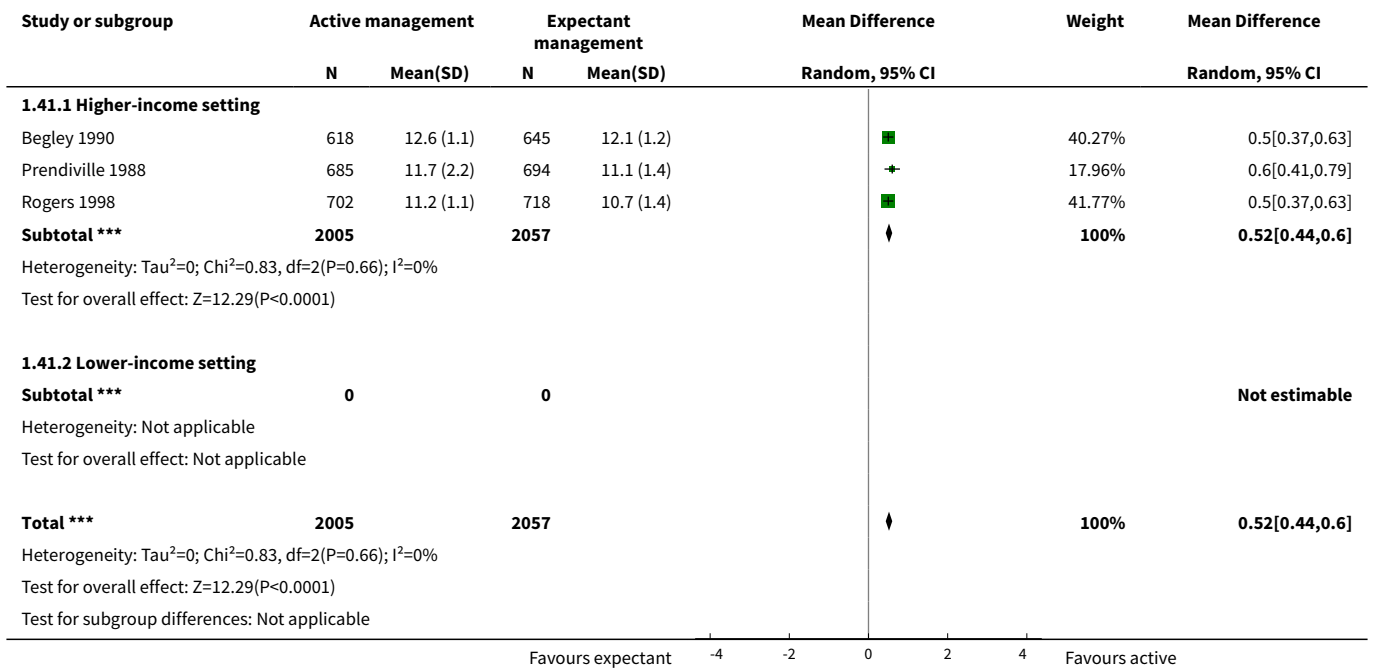 Study or subgroup Active management Expectant management Mean Difference Weight Mean Difference
N Mean(SD) N Mean(SD) Random, 95% CI Random, 95% CI
1.41.1 Higher-income setting
Begley 1990 618 12.6 (1.1) 645 12.1 (1.2) 40.27% 0.5[0.37,0.63]
Prendiville 1988 685 11.7 (2.2) 694 11.1 (1.4) 17.96% 0.6[0.41,0.79]
Rogers 1998 702 11.2 (1.1) 718 10.7 (1.4) 41.77% 0.5[0.37,0.63]
Subtotal *** 2005 2057 100% 0.52[0.44,0.6]
Heterogeneity: Tau²=0; Chi²=0.83, df=2(P=0.66); I²=0%
Test for overall effect: Z=12.29(P<0.0001)
1.41.2 Lower-income setting
Subtotal *** 0 0 Not estimable
Heterogeneity: Not applicable
Test for overall effect: Not applicable
Total *** 2005 2057 100% 0.52[0.44,0.6]
Heterogeneity: Tau²=0; Chi²=0.83, df=2(P=0.66); I²=0%
Test for overall effect: Z=12.29(P<0.0001)
Test for subgroup differences: Not applicable
Favours expectant -4 -2 0 2 4 Favours active